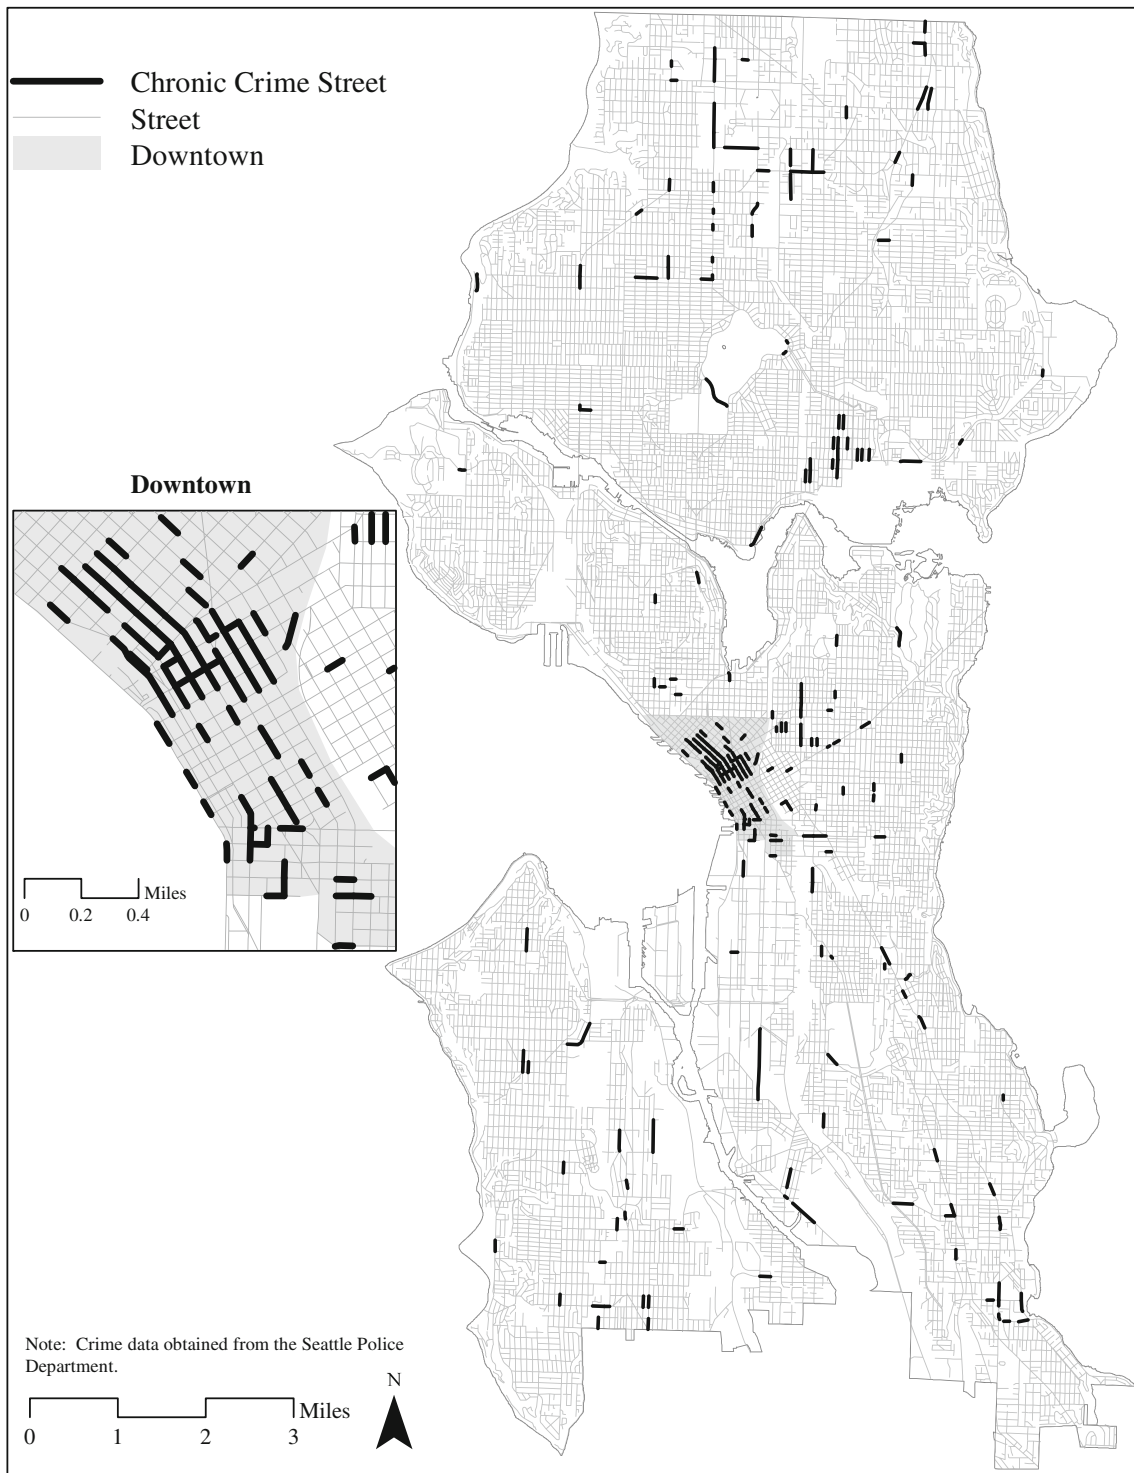 Chronic Crime Street
Street
Downtown
Downtown
Miles
0 0.2 0.4
Note: Crime data obtained from the Seattle Police
Department.
N
Miles
0 1 2 3